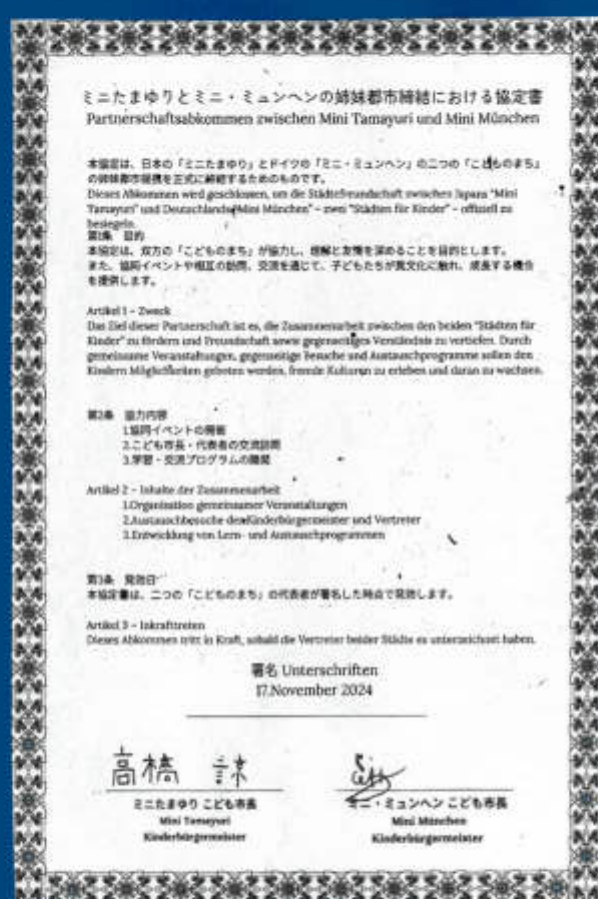 ミニたまゆりとミニ・ミュンヘンの姉妹都市締結における協定書
Partnerschaftsabkommen zwischen Mini Tamayuri und Mini München
本協定は、日本の「ミニたまゆり」とドイツの「ミニ・ミュンヘン」の二つの「こどものまち」
の姉妹都市提携を正式に締結するためのものです。
Dieses Abkommen wird geschlossen, um die Städtefreundschaft zwischen Japans "Mini
Tamayuri" und Deutschlands "Mini München" – zwei "Städten für Kinder" – offiziell zu
besiegeln.
第1条 目的
本協定は、双方の「こどものまち」が協力し、理解と友情を深めることを目的とします。
また、協同イベントや相互の訪問、交流を通じて、子どもたちが異文化に触れ、成長する機会
を提供します。
Artikel 1 – Zweck
Das Ziel dieser Partnerschaft ist es, die Zusammenarbeit zwischen den beiden "Städten für
Kinder" zu fördern und Freundschaft sowie gegenseitiges Verständnis zu vertiefen. Durch
gemeinsame Veranstaltungen, gegenseitige Besuche und Austauschprogramme sollen den
Kindern Möglichkeiten geboten werden, fremde Kulturen zu erleben und daran zu wachsen.
第2条 協力内容
1.協同イベントの開催
2.こども市長・代表者の交流訪問
3.学習・交流プログラムの開発
Artikel 2 – Inhalte der Zusammenarbeit
1.Organisation gemeinsamer Veranstaltungen
2.Austauschbesuche der Kinderbürgermeister und Vertreter
3.Entwicklung von Lern- und Austauschprogrammen
第3条 発効日
本協定書は、二つの「こどものまち」の代表者が署名した時点で発効します。
Artikel 3 – Inkrafttreten
Dieses Abkommen tritt in Kraft, sobald die Vertreter beider Städte es unterzeichnet haben.
署名 Unterschriften
17.November 2024
高橋 諒
ミニたまゆり こども市長
Mini Tamayuri
Kinderbürgermeister
ミニ・ミュンヘン こども市長
Mini München
Kinderbürgermeister